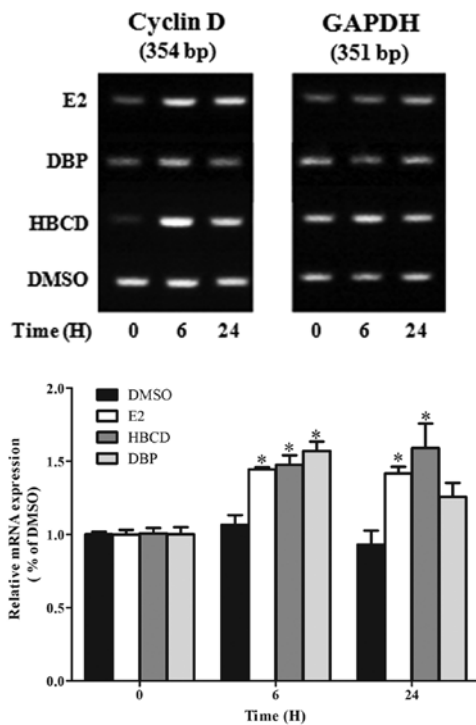 Cyclin D GAPDH
(354 bp) (351 bp)
E2
DBP
HBCD
DMSO
Time (H) 0 6 24 0 6 24
Relative mRNA expression
( % of DMSO)
2.0
1.5
1.0
0.5
0.0
DMSO
E2
HBCD
DBP
* * *
* *
0 6 24
Time (H)